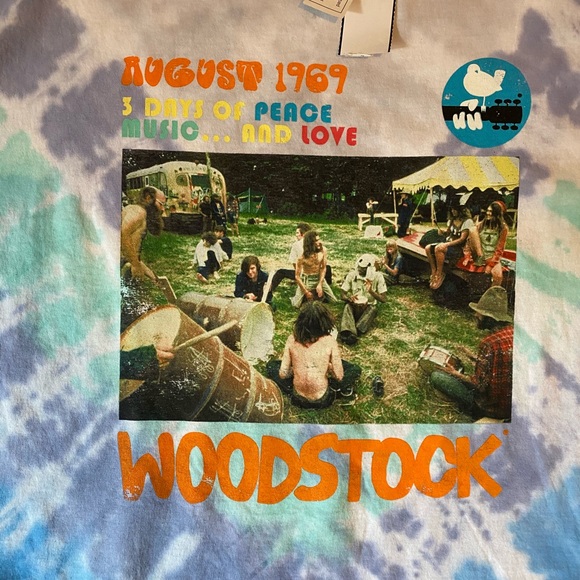 AUGUST 1969
3 DAYS OF PEACE
MUSIC... AND LOVE
WOODSTOCK